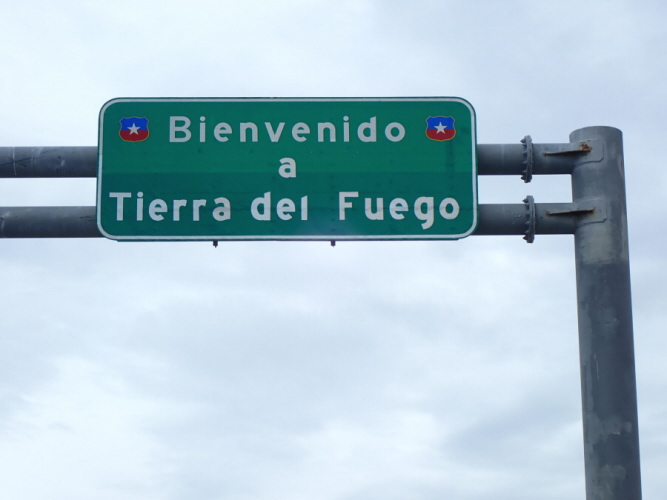 Bienvenido
a
Tierra del Fuego